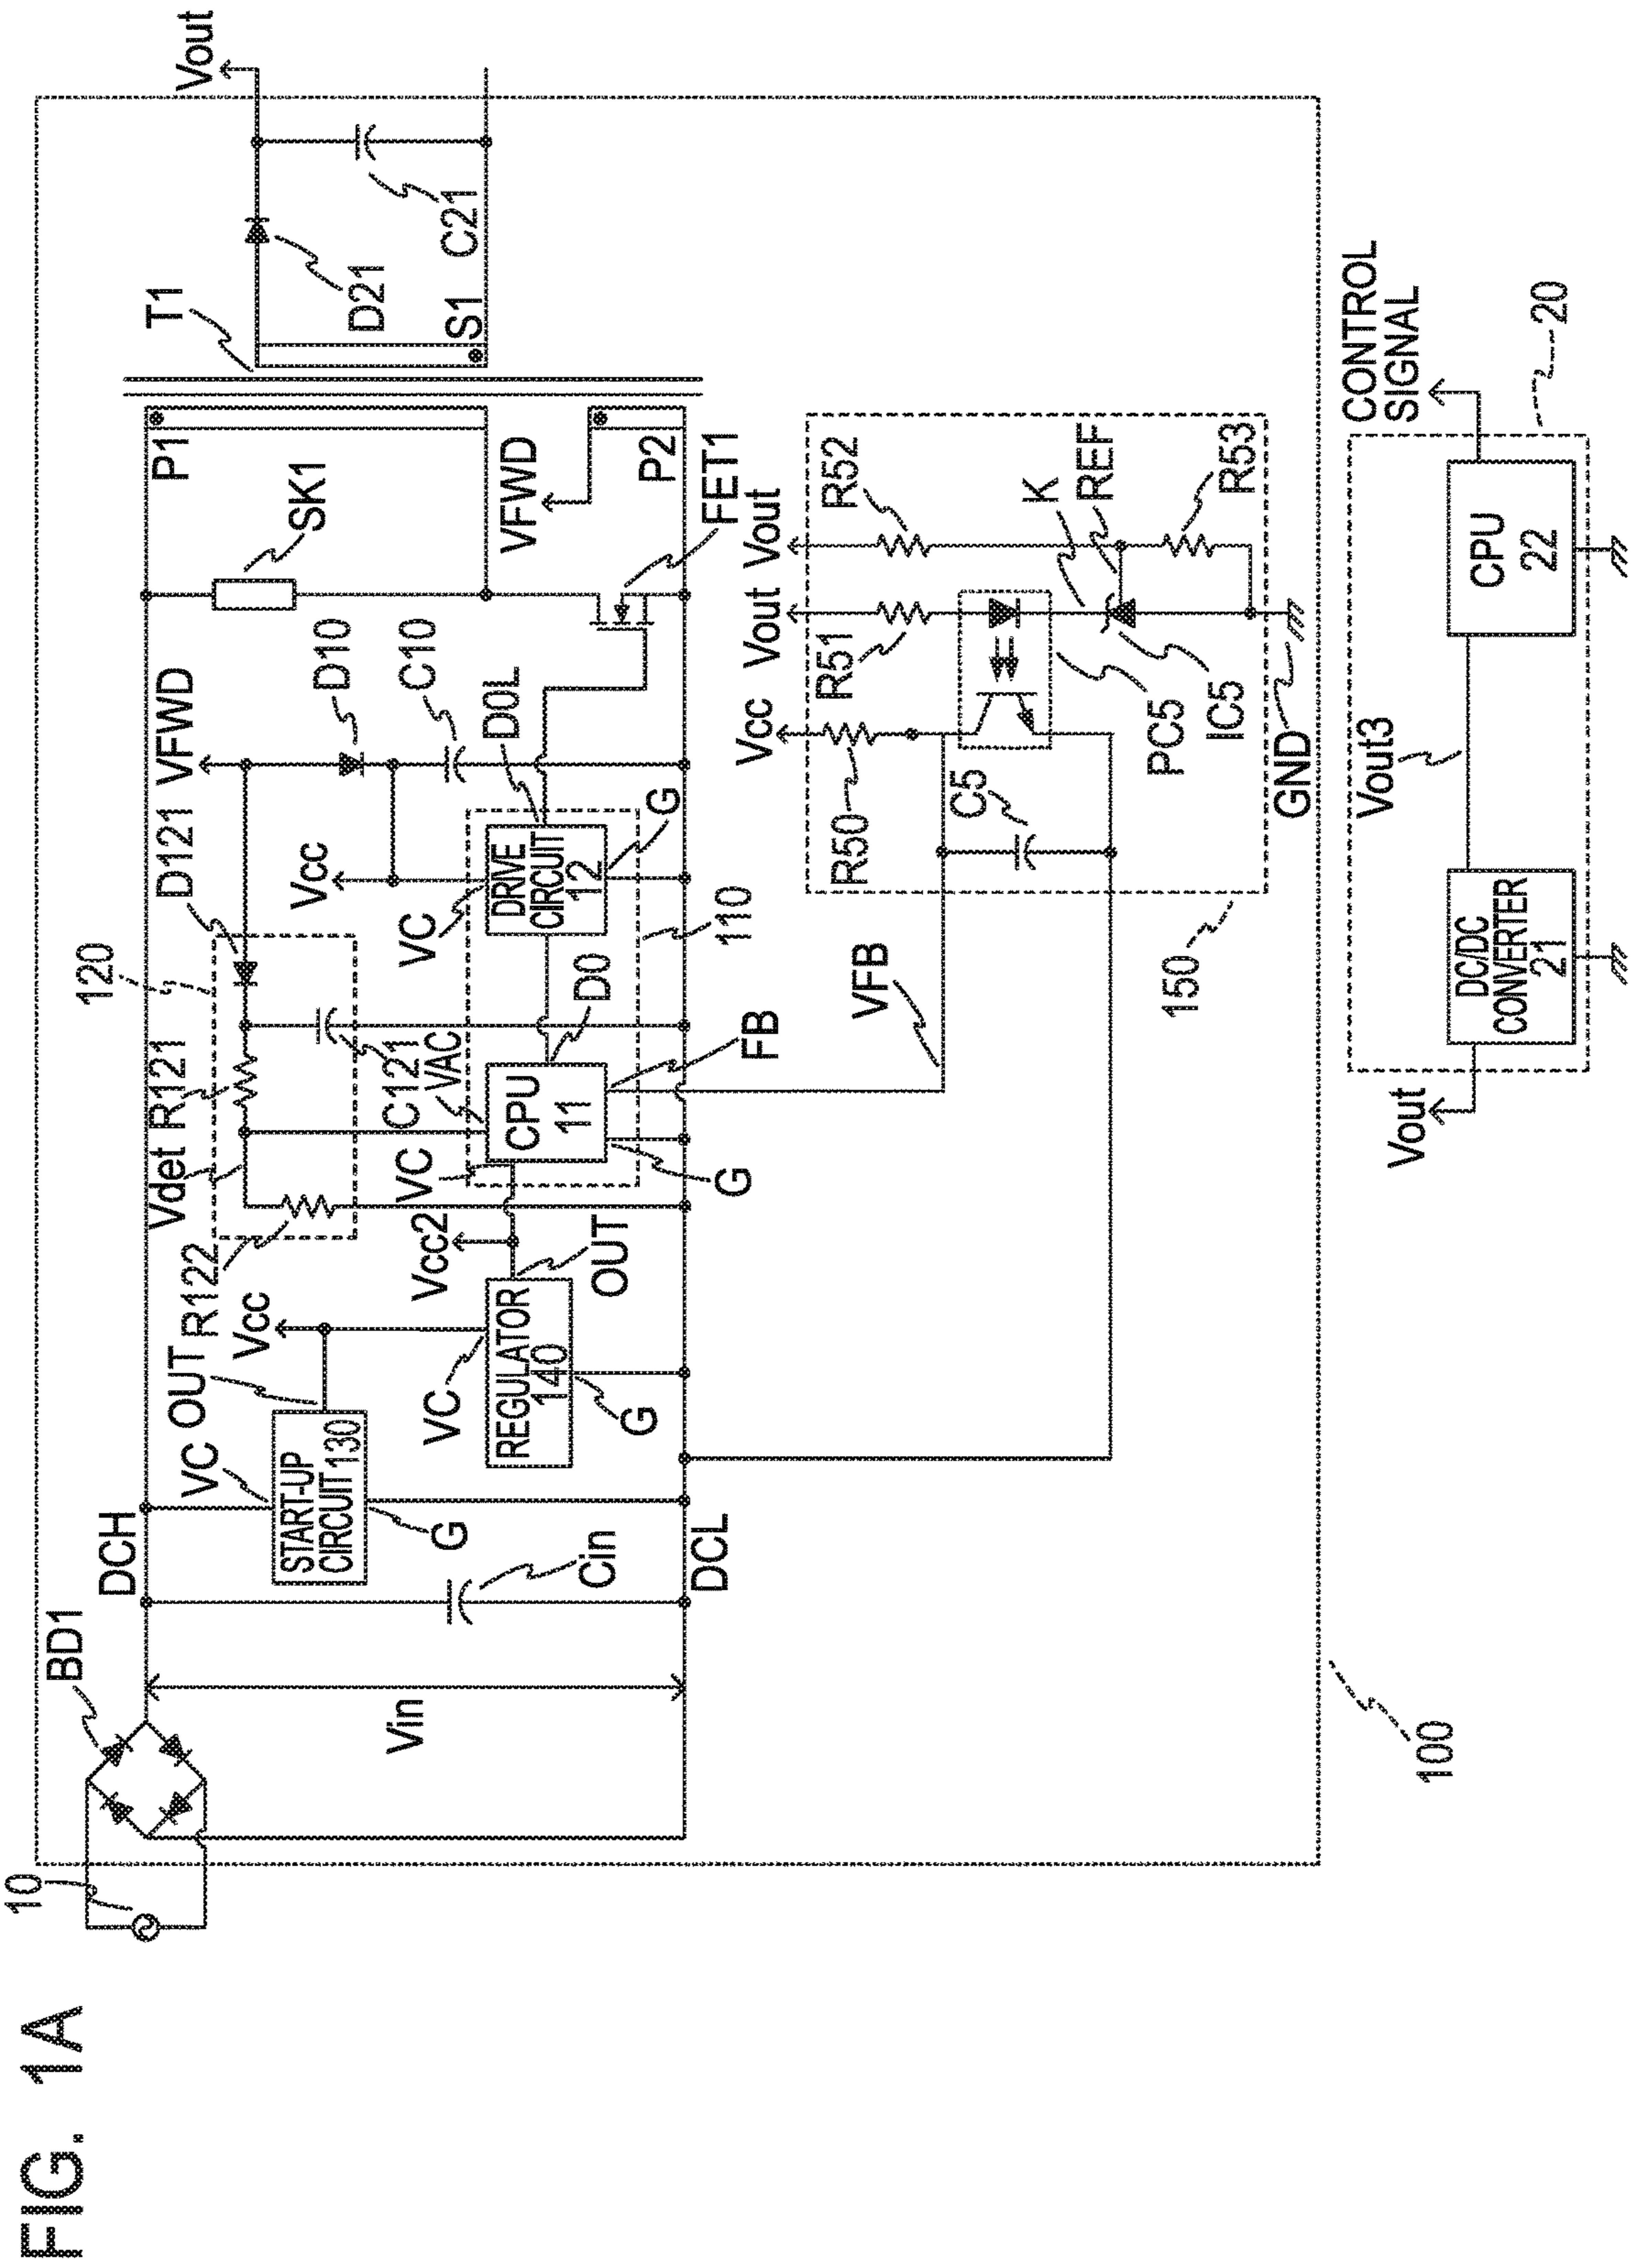 FIG. 1A
10
BD1
DCH
Vin
Cin
DCL
VC
OUT
START-UP
CIRCUIT 130
G
Vcc
VC
REGULATOR
140
G
OUT
Vcc2
R122
Vdet
R121
120
D121
C121
VAC
VC
CPU
11
G
FB
D0
110
VFWD
D10
Vcc
C10
VC
DRIVE
CIRCUIT
12
D0L
G
SK1
P1
VFWD
P2
FET1
T1
S1
D21
C21
Vout
VFB
150
C5
R50
Vcc
R51
Vout
R52
Vout
PC5
IC5
K
REF
R53
GND
100
Vout
DC/DC
CONVERTER
21
Vout3
CPU
22
20
CONTROL
SIGNAL